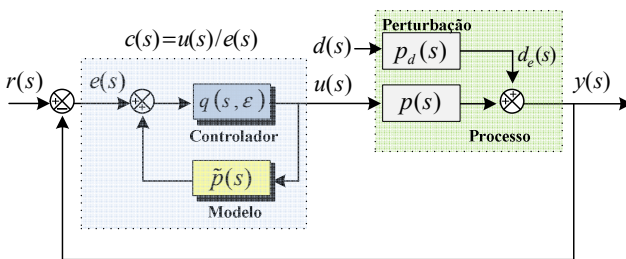 c(s)=u(s)/e(s)
Perturbação
d(s)
p_d(s)
d_e(s)
r(s)
e(s)
q(s,ε)
u(s)
p(s)
y(s)
Controlador
Processo
p̃(s)
Modelo